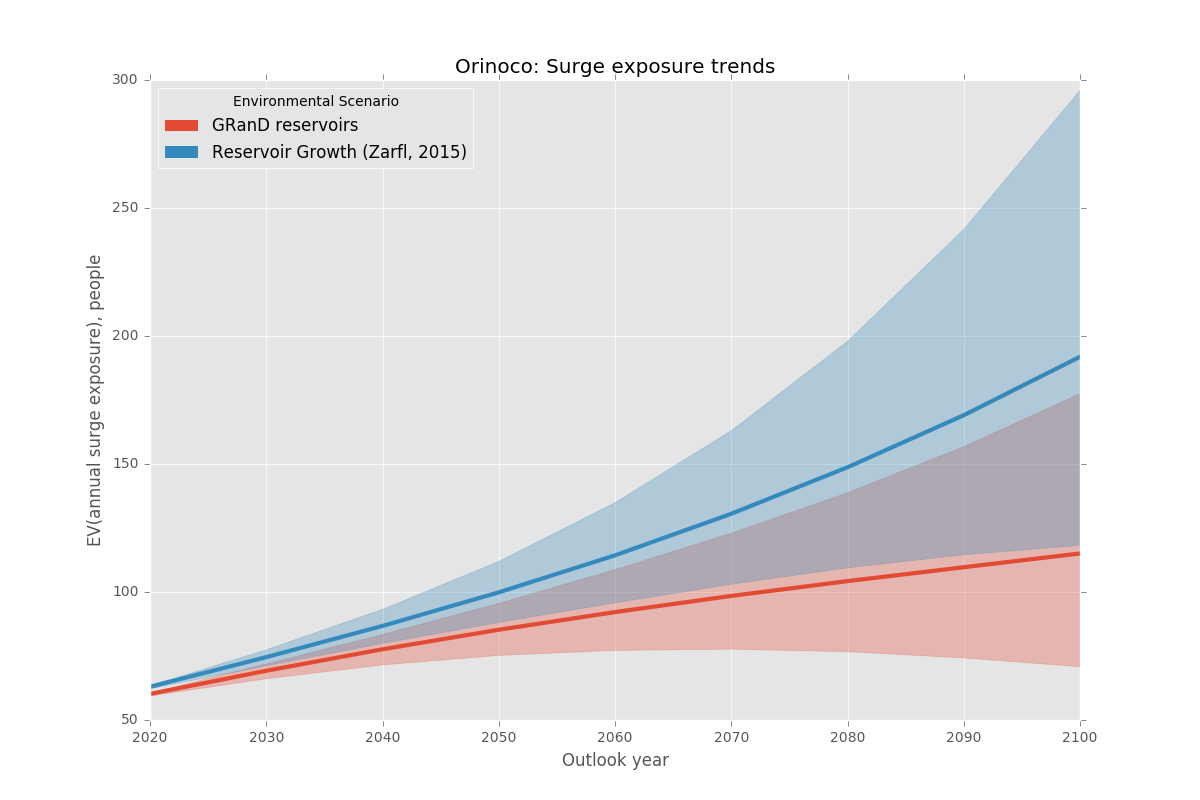 Orinoco: Surge exposure trends
Environmental Scenario
GRanD reservoirs
Reservoir Growth (Zarfl, 2015)
EV(annual surge exposure), people
300
250
200
150
100
50
2020 2030 2040 2050 2060 2070 2080 2090 2100
Outlook year